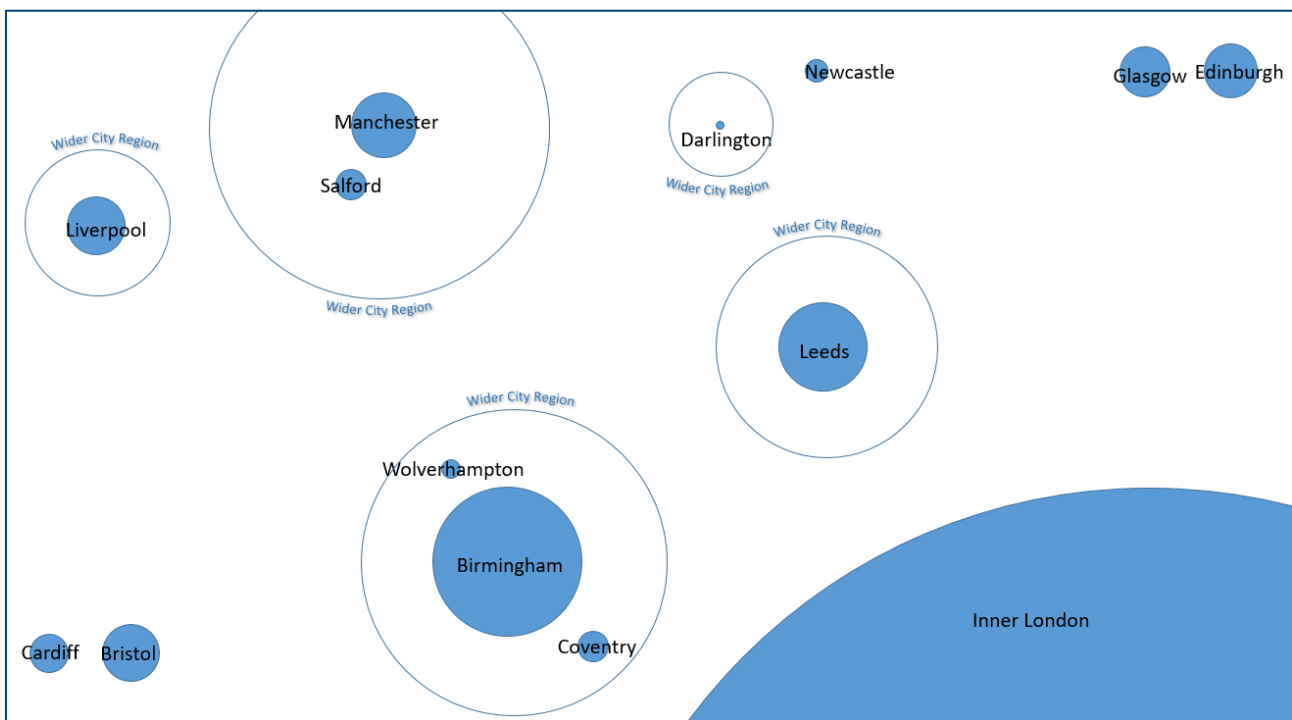 Newcastle
Glasgow
Edinburgh
Manchester
Darlington
Wider City Region
Salford
Wider City Region
Liverpool
Wider City Region
Wider City Region
Leeds
Wider City Region
Wolverhampton
Birmingham
Inner London
Coventry
Cardiff
Bristol